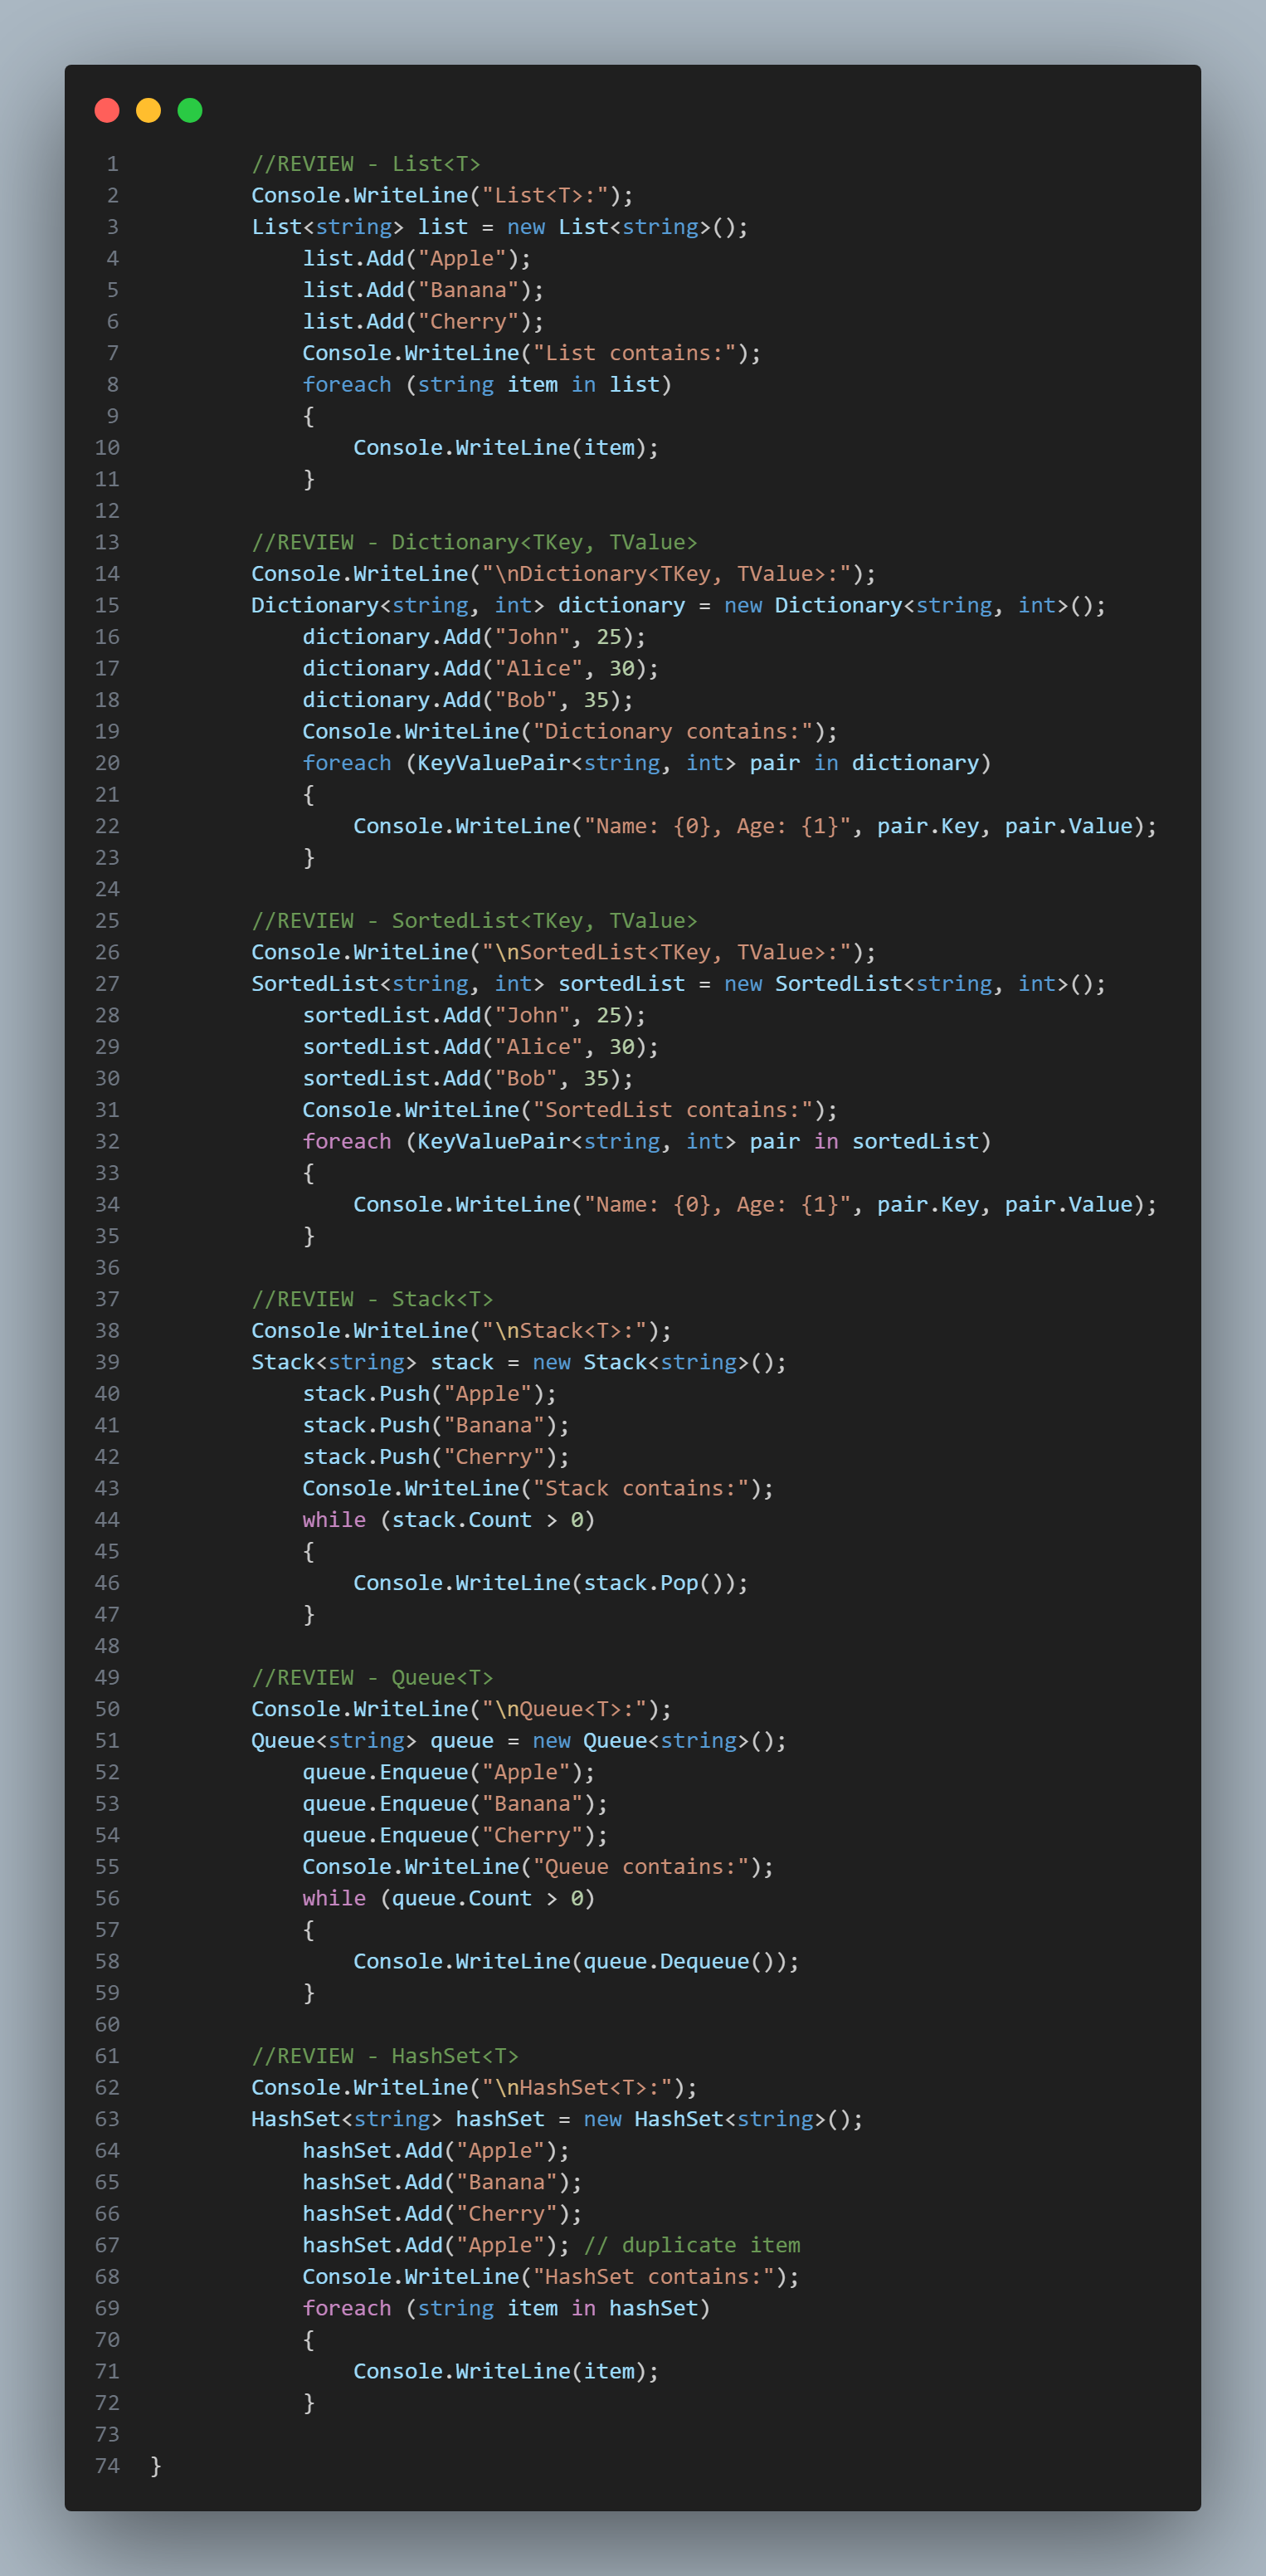 1 //REVIEW - List<T>
2 Console.WriteLine("List<T>:");
3 List<string> list = new List<string>();
4 list.Add("Apple");
5 list.Add("Banana");
6 list.Add("Cherry");
7 Console.WriteLine("List contains:");
8 foreach (string item in list)
9 {
10 Console.WriteLine(item);
11 }
12
13 //REVIEW - Dictionary<TKey, TValue>
14 Console.WriteLine("\nDictionary<TKey, TValue>:");
15 Dictionary<string, int> dictionary = new Dictionary<string, int>();
16 dictionary.Add("John", 25);
17 dictionary.Add("Alice", 30);
18 dictionary.Add("Bob", 35);
19 Console.WriteLine("Dictionary contains:");
20 foreach (KeyValuePair<string, int> pair in dictionary)
21 {
22 Console.WriteLine("Name: {0}, Age: {1}", pair.Key, pair.Value);
23 }
24
25 //REVIEW - SortedList<TKey, TValue>
26 Console.WriteLine("\nSortedList<TKey, TValue>:");
27 SortedList<string, int> sortedList = new SortedList<string, int>();
28 sortedList.Add("John", 25);
29 sortedList.Add("Alice", 30);
30 sortedList.Add("Bob", 35);
31 Console.WriteLine("SortedList contains:");
32 foreach (KeyValuePair<string, int> pair in sortedList)
33 {
34 Console.WriteLine("Name: {0}, Age: {1}", pair.Key, pair.Value);
35 }
36
37 //REVIEW - Stack<T>
38 Console.WriteLine("\nStack<T>:");
39 Stack<string> stack = new Stack<string>();
40 stack.Push("Apple");
41 stack.Push("Banana");
42 stack.Push("Cherry");
43 Console.WriteLine("Stack contains:");
44 while (stack.Count > 0)
45 {
46 Console.WriteLine(stack.Pop());
47 }
48
49 //REVIEW - Queue<T>
50 Console.WriteLine("\nQueue<T>:");
51 Queue<string> queue = new Queue<string>();
52 queue.Enqueue("Apple");
53 queue.Enqueue("Banana");
54 queue.Enqueue("Cherry");
55 Console.WriteLine("Queue contains:");
56 while (queue.Count > 0)
57 {
58 Console.WriteLine(queue.Dequeue());
59 }
60
61 //REVIEW - HashSet<T>
62 Console.WriteLine("\nHashSet<T>:");
63 HashSet<string> hashSet = new HashSet<string>();
64 hashSet.Add("Apple");
65 hashSet.Add("Banana");
66 hashSet.Add("Cherry");
67 hashSet.Add("Apple"); // duplicate item
68 Console.WriteLine("HashSet contains:");
69 foreach (string item in hashSet)
70 {
71 Console.WriteLine(item);
72 }
73
74 }